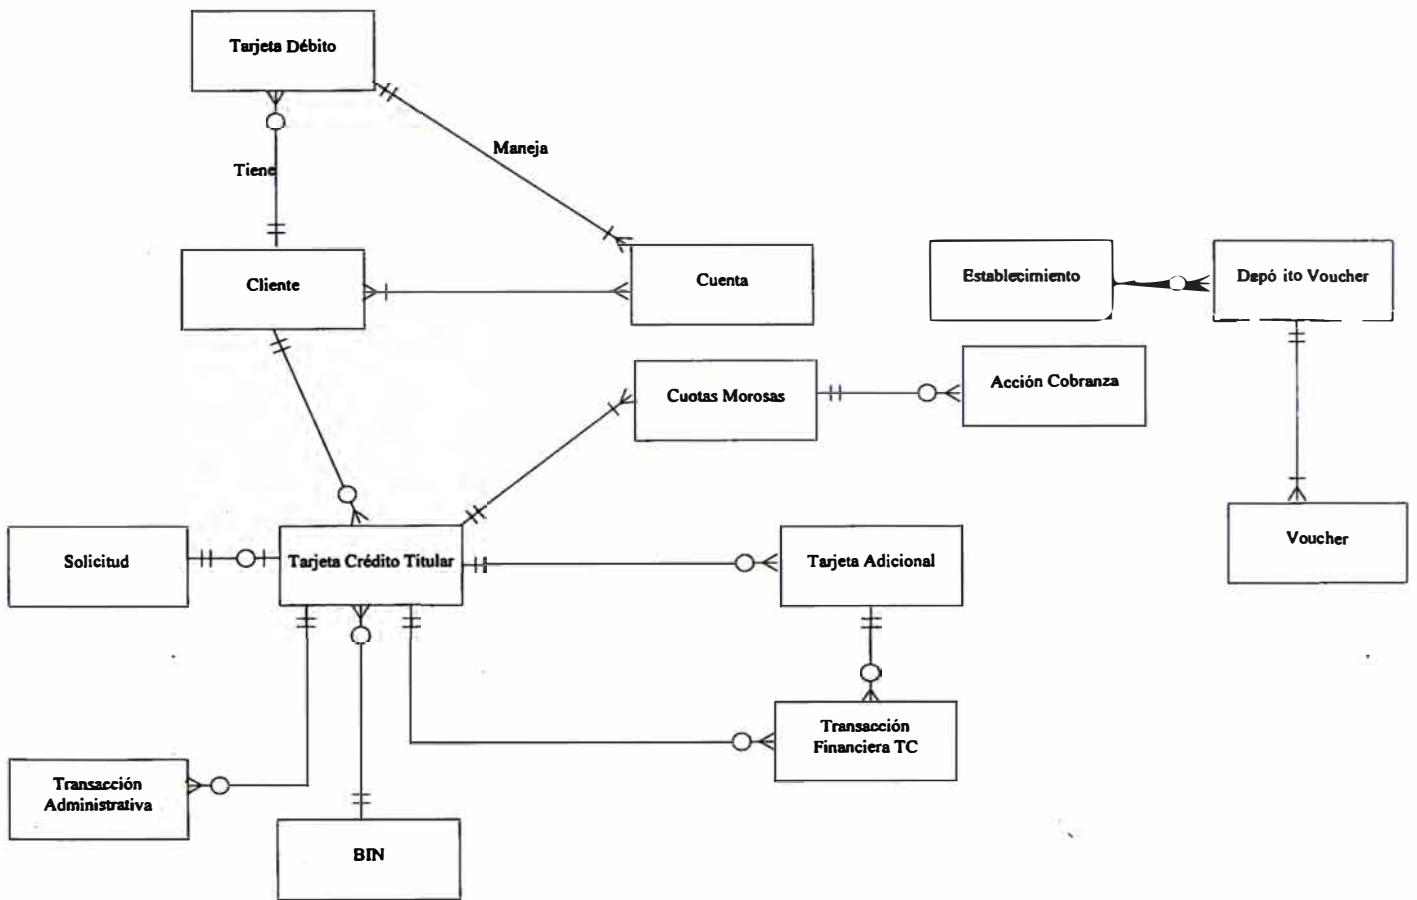 Tarjeta Débito
Maneja
Tiene
Cliente
Cuenta
Establecimiento
Depó ito Voucher
Cuotas Morosas
Acción Cobranza
Solicitud
Tarjeta Crédito Titular
Tarjeta Adicional
Voucher
Transacción
Financiera TC
Transacción
Administrativa
BIN